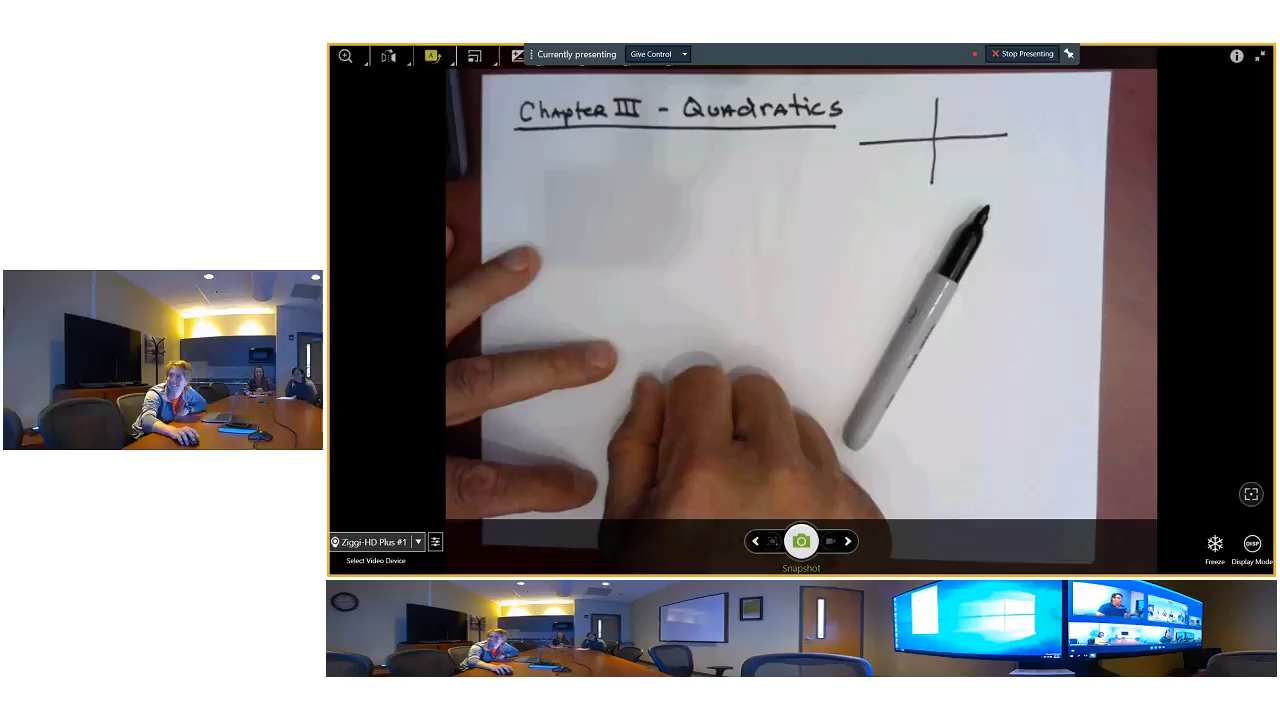 Currently presenting
Give Control
Stop Presenting
Chapter III - Quadratics
Ziggi-HD Plus #1
Select Video Device
Snapshot
Freeze
DISP
Display Mode